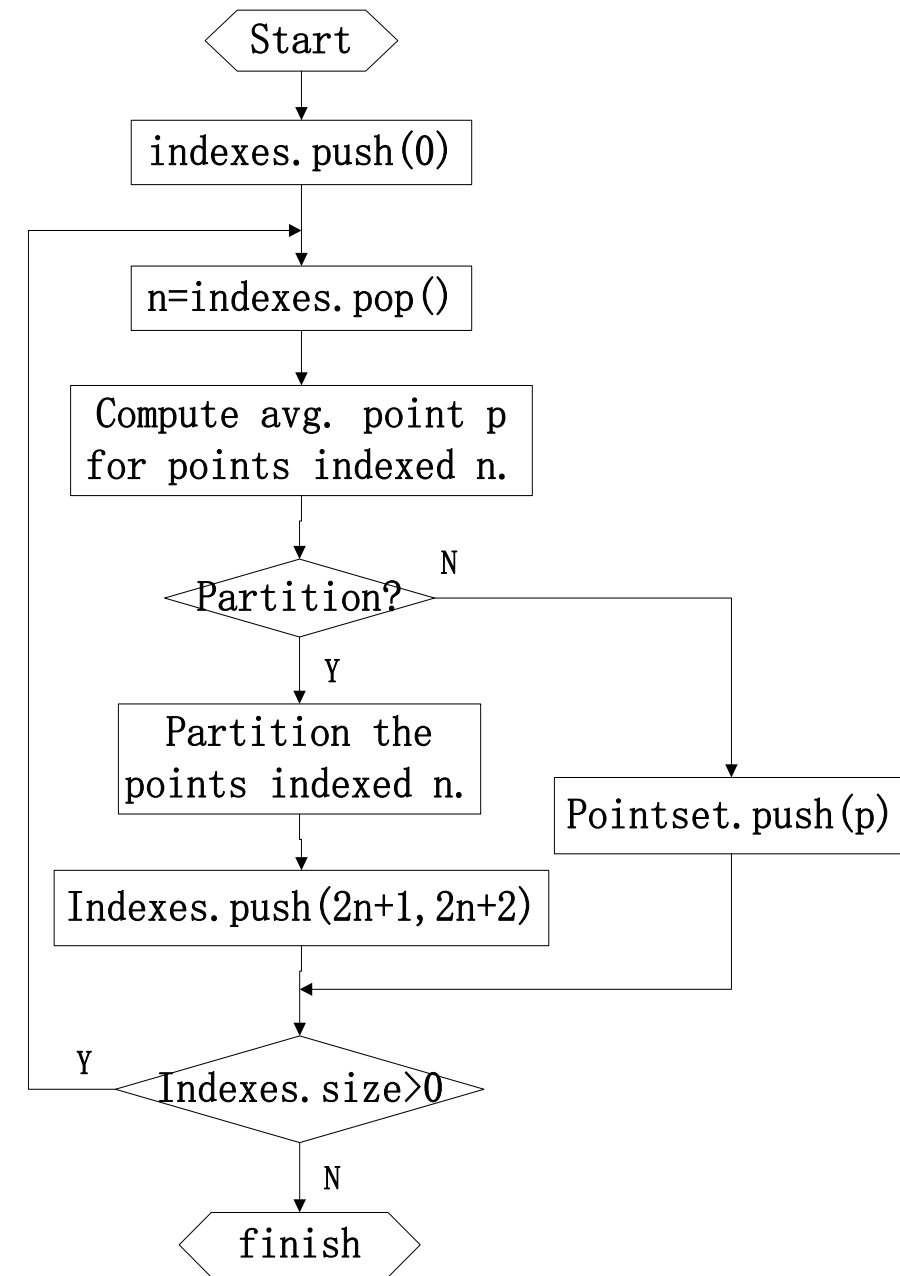 Start
indexes.push(0)
n=indexes.pop()
Compute avg. point p
for points indexed n.
Partition?
N
Y
Partition the
points indexed n.
Pointset.push(p)
Indexes.push(2n+1,2n+2)
Y
Indexes.size>0
N
finish